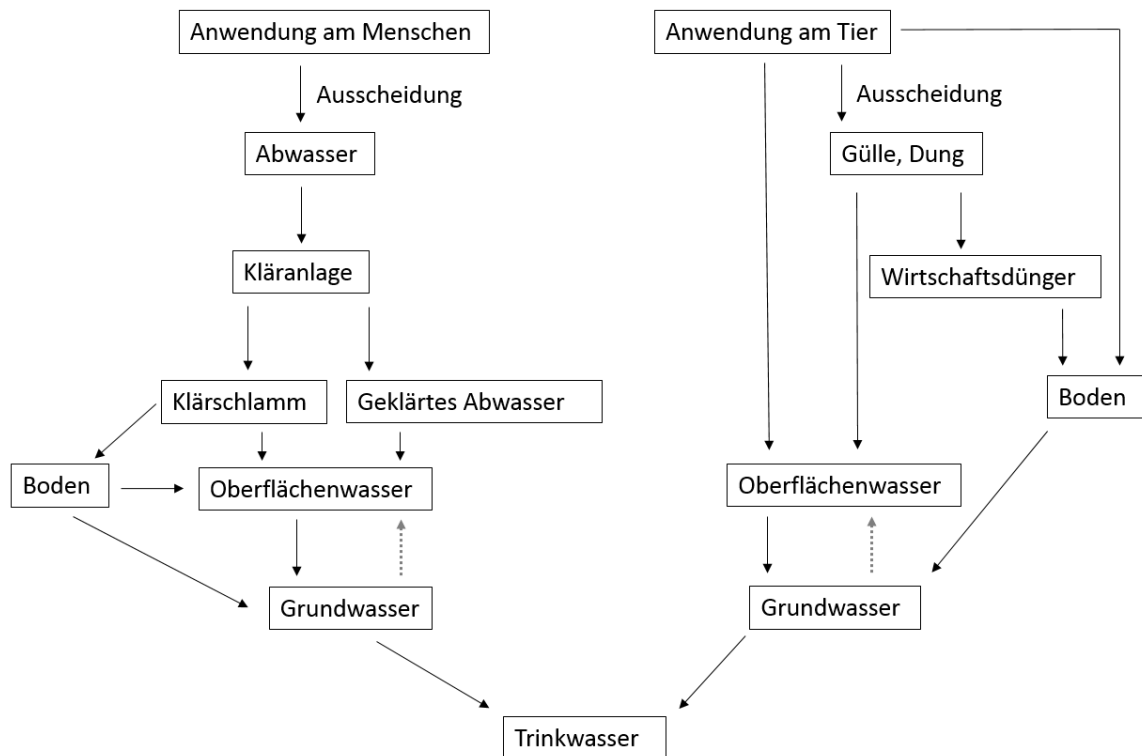 Anwendung am Menschen
Anwendung am Tier
Ausscheidung
Ausscheidung
Abwasser
Gülle, Dung
Kläranlage
Wirtschaftsdünger
Klärschlamm
Geklärtes Abwasser
Boden
Boden
Oberflächenwasser
Oberflächenwasser
Grundwasser
Grundwasser
Trinkwasser